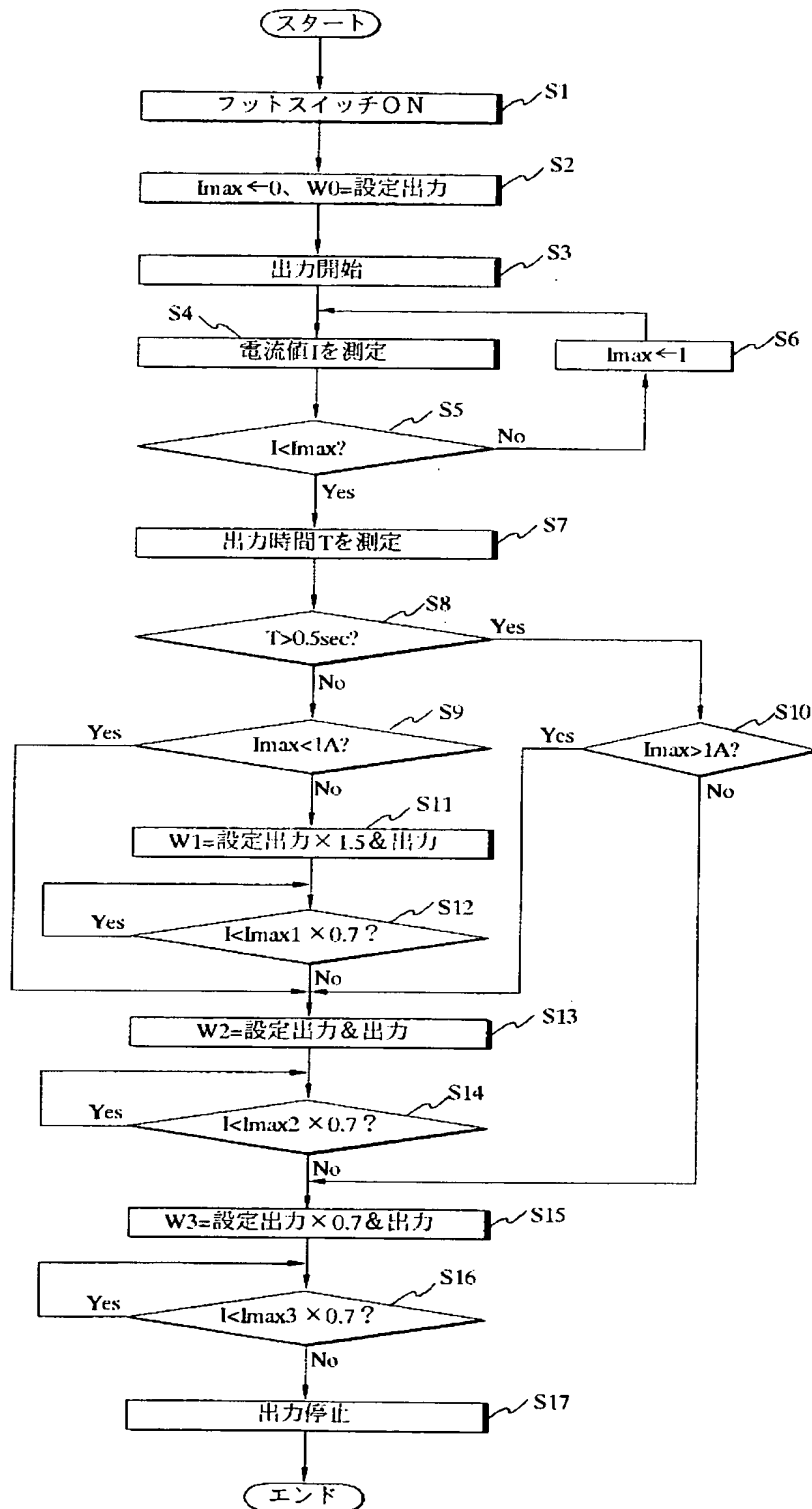 スタート
フットスイッチON
S1
Imax←0、W0=設定出力
S2
出力開始
S3
S4
電流値Iを測定
Imax←I
S6
S5
I<Imax?
No
Yes
出力時間Tを測定
S7
S8
T>0.5sec?
Yes
No
S9
Yes
Imax<1A?
No
S10
Yes
Imax>1A?
No
S11
W1=設定出力×1.5&出力
S12
Yes
I<Imax1×0.7?
No
W2=設定出力&出力
S13
S14
Yes
I<Imax2×0.7?
No
W3=設定出力×0.7&出力
S15
S16
Yes
I<Imax3×0.7?
No
出力停止
S17
エンド